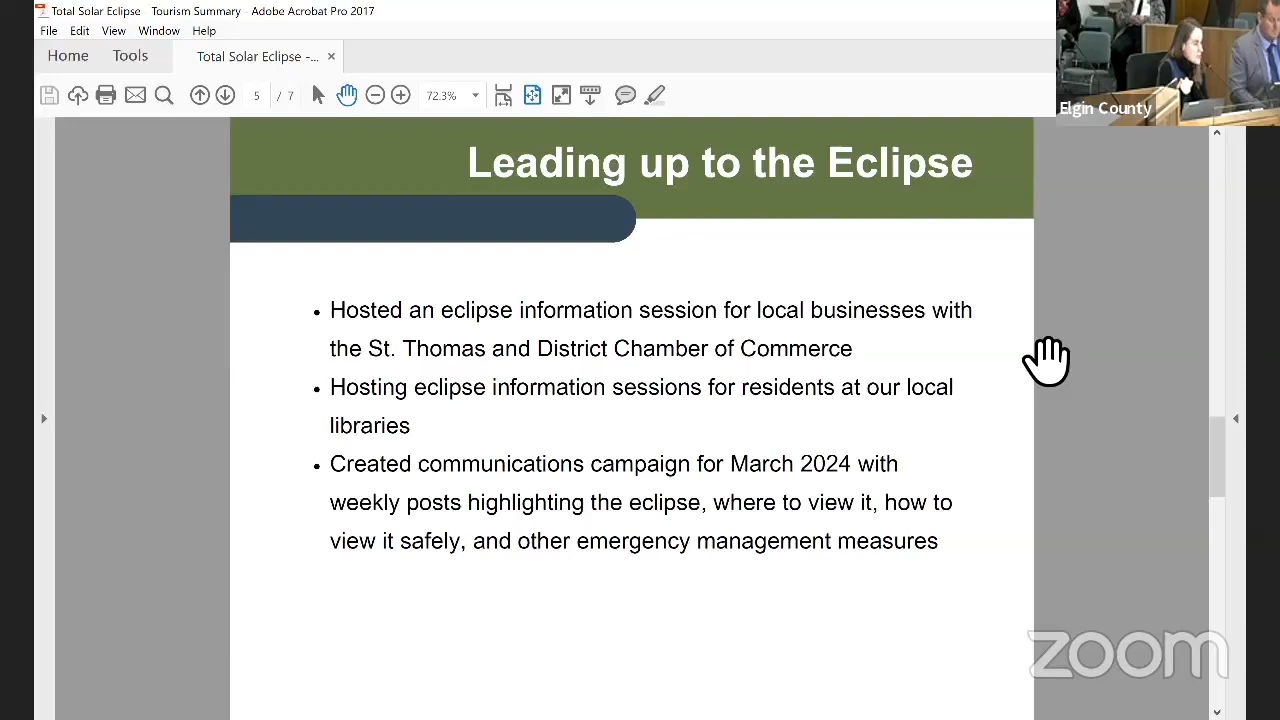 Total Solar Eclipse - Tourism Summary - Adobe Acrobat Pro 2017
File Edit View Window Help
Home Tools Total Solar Eclipse -... ×
5 / 7 72.3%
Elgin County
Leading up to the Eclipse
• Hosted an eclipse information session for local businesses with
the St. Thomas and District Chamber of Commerce
• Hosting eclipse information sessions for residents at our local
libraries
• Created communications campaign for March 2024 with
weekly posts highlighting the eclipse, where to view it, how to
view it safely, and other emergency management measures
zoom